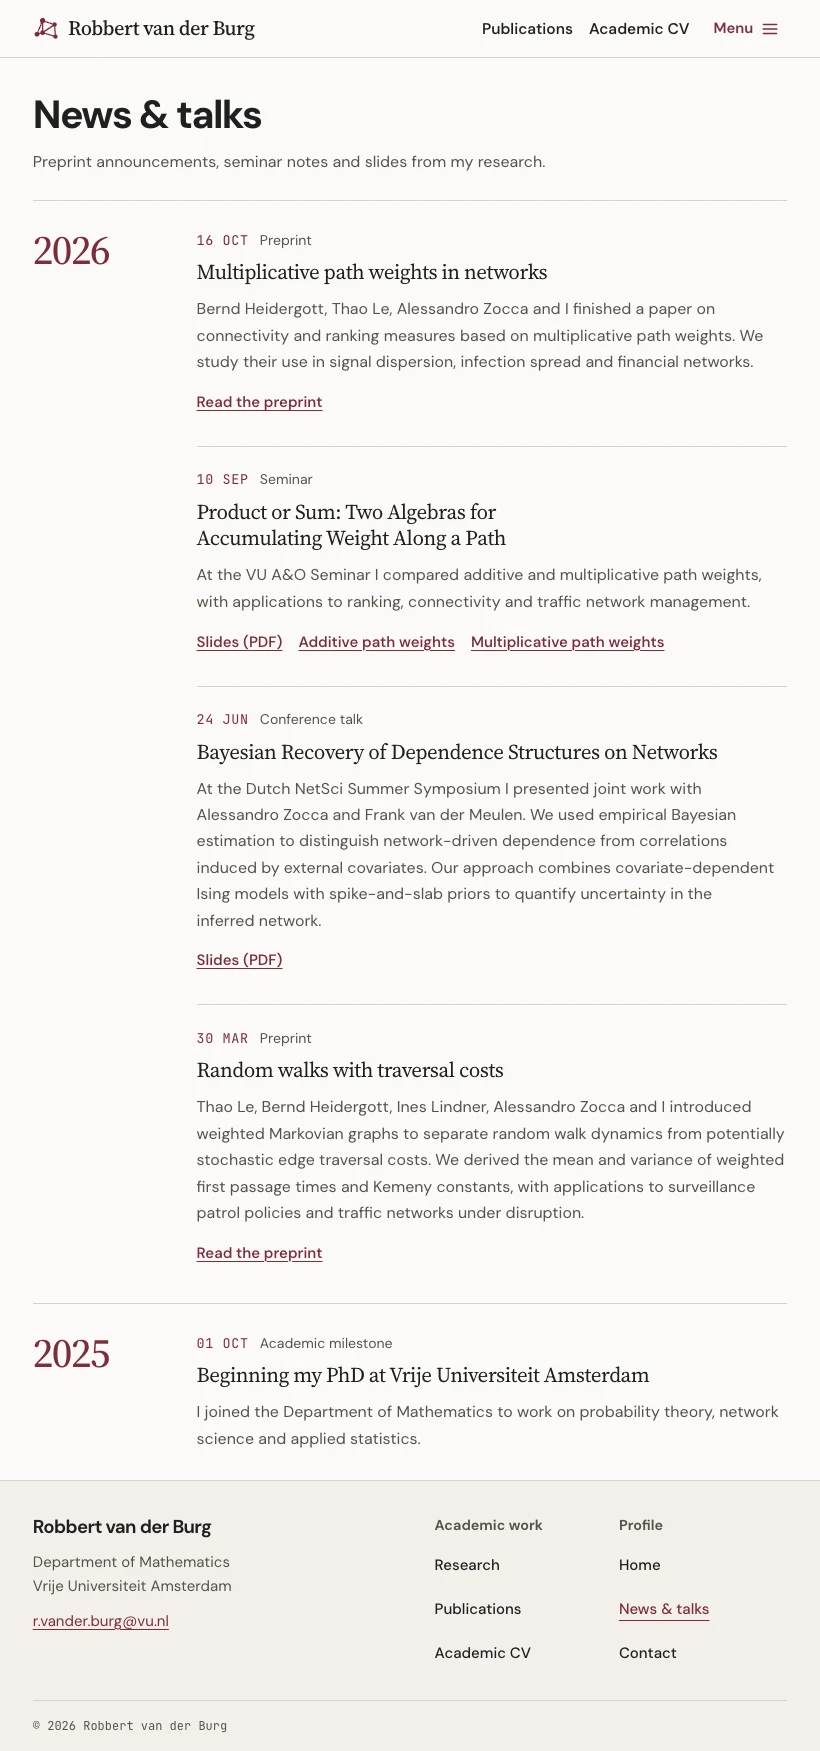 Robbert van der Burg
Publications Academic CV Menu
News & talks
Preprint announcements, seminar notes and slides from my research.
2026
16 OCT Preprint
Multiplicative path weights in networks
Bernd Heidergott, Thao Le, Alessandro Zocca and I finished a paper on
connectivity and ranking measures based on multiplicative path weights. We
study their use in signal dispersion, infection spread and financial networks.
Read the preprint
10 SEP Seminar
Product or Sum: Two Algebras for
Accumulating Weight Along a Path
At the VU A&O Seminar I compared additive and multiplicative path weights,
with applications to ranking, connectivity and traffic network management.
Slides (PDF) Additive path weights Multiplicative path weights
24 JUN Conference talk
Bayesian Recovery of Dependence Structures on Networks
At the Dutch NetSci Summer Symposium I presented joint work with
Alessandro Zocca and Frank van der Meulen. We used empirical Bayesian
estimation to distinguish network-driven dependence from correlations
induced by external covariates. Our approach combines covariate-dependent
Ising models with spike-and-slab priors to quantify uncertainty in the
inferred network.
Slides (PDF)
30 MAR Preprint
Random walks with traversal costs
Thao Le, Bernd Heidergott, Ines Lindner, Alessandro Zocca and I introduced
weighted Markovian graphs to separate random walk dynamics from potentially
stochastic edge traversal costs. We derived the mean and variance of weighted
first passage times and Kemeny constants, with applications to surveillance
patrol policies and traffic networks under disruption.
Read the preprint
2025
01 OCT Academic milestone
Beginning my PhD at Vrije Universiteit Amsterdam
I joined the Department of Mathematics to work on probability theory, network
science and applied statistics.
Robbert van der Burg
Department of Mathematics
Vrije Universiteit Amsterdam
r.vander.burg@vu.nl
Academic work
Research
Publications
Academic CV
Profile
Home
News & talks
Contact
© 2026 Robbert van der Burg